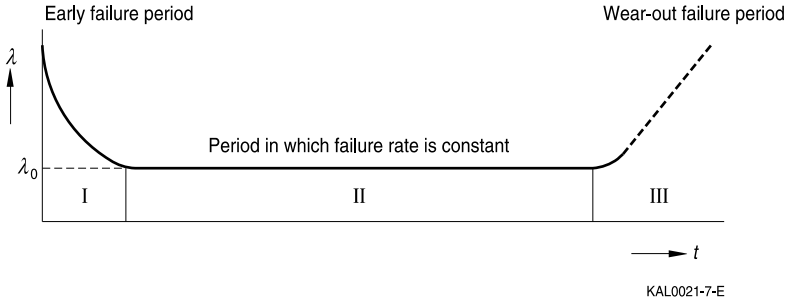 Early failure period
Wear-out failure period
λ
Period in which failure rate is constant
λ0
I
II
III
t
KAL0021-7-E